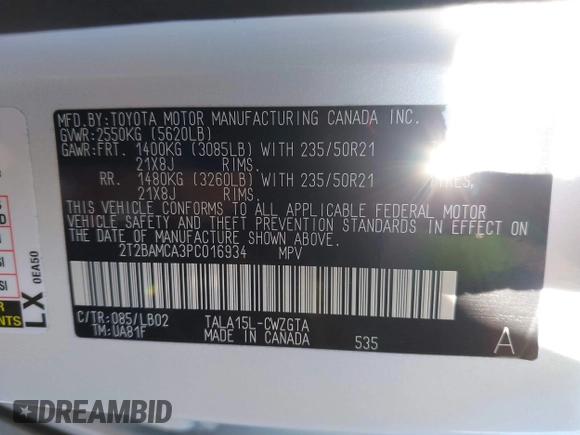 MFD.BY:TOYOTA MOTOR MANUFACTURING CANADA INC.
GVWR:2550KG (5620LB)
GAWR:FRT. 1400KG (3085LB) WITH 235/50R21
21X8J RIMS.
RR. 1480KG (3260LB) WITH 235/50R21 TIRES,
21X8J RIMS.
THIS VEHICLE CONFORMS TO ALL APPLICABLE FEDERAL MOTOR
VEHICLE SAFETY AND THEFT PREVENTION STANDARDS IN EFFECT ON
THE DATE OF MANUFACTURE SHOWN ABOVE.
2T2BAMCA3PC016934 MPV
C/TR:085/LB02 TALA15L-CWZGTA
TM:UA81F MADE IN CANADA 535 A
LX 0EA50
DREAMBID